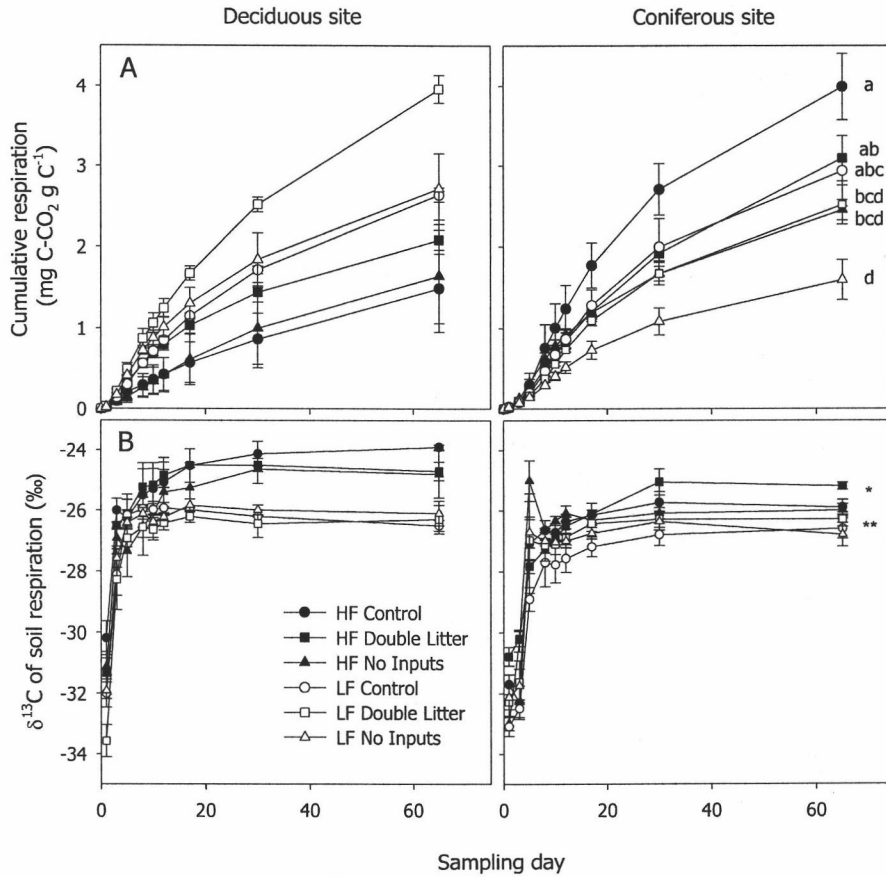 Deciduous site
Coniferous site
A
Cumulative respiration
(mg C-CO₂ g C⁻¹)
4
3
2
1
0
a
ab
abc
bcd
bcd
d
B
δ¹³C of soil respiration (‰)
-24
-26
-28
-30
-32
-34
HF Control
HF Double Litter
HF No Inputs
LF Control
LF Double Litter
LF No Inputs
*
**
0 20 40 60 0 20 40 60
Sampling day